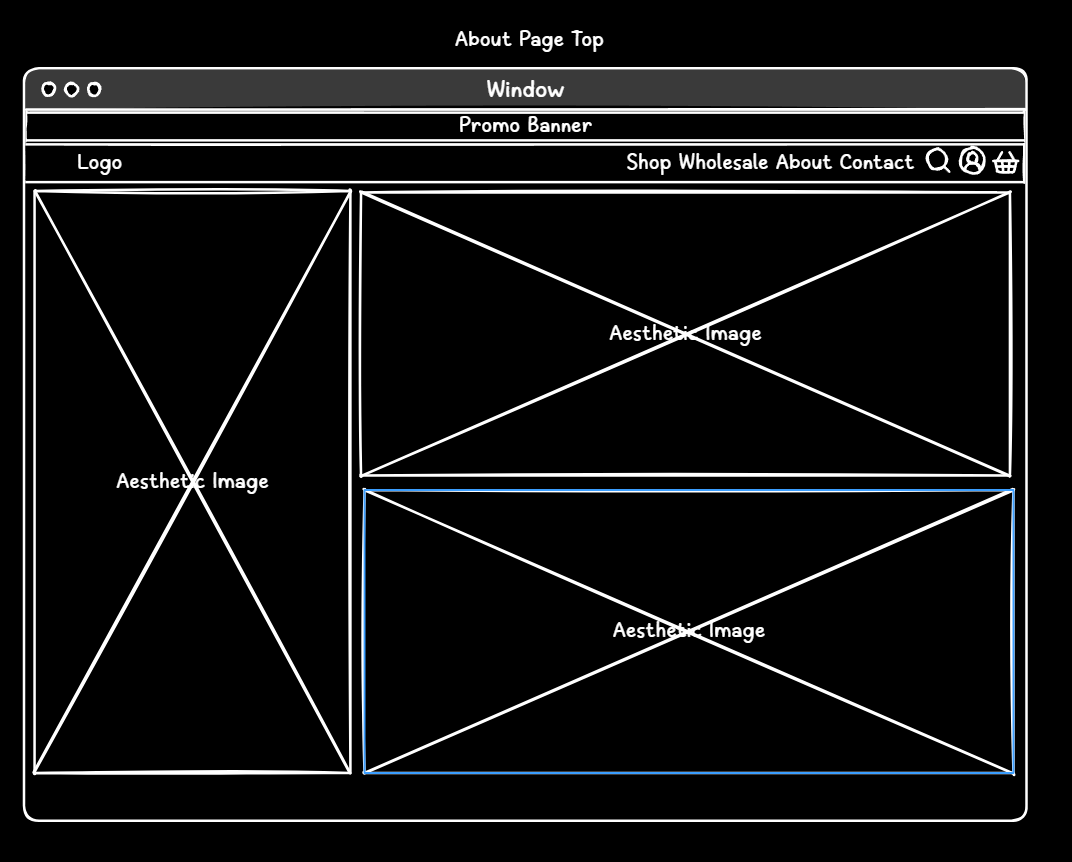 About Page Top
Window
Promo Banner
Logo
Shop Wholesale About Contact
Aesthetic Image
Aesthetic Image
Aesthetic Image